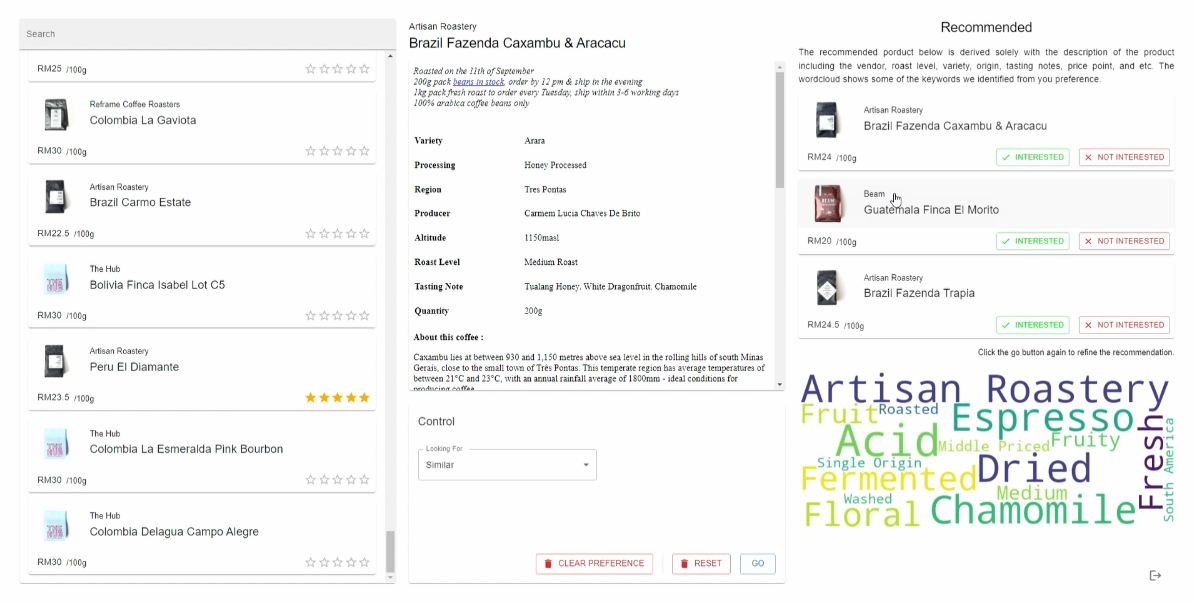 Search
RM25 /100g
Reframe Coffee Roasters
Colombia La Gaviota
RM30 /100g
Artisan Roastery
Brazil Carmo Estate
RM22.5 /100g
The Hub
Bolivia Finca Isabel Lot C5
RM30 /100g
Artisan Roastery
Peru El Diamante
RM23.5 /100g
The Hub
Colombia La Esmeralda Pink Bourbon
RM30 /100g
The Hub
Colombia Delagua Campo Alegre
RM30 /100g
Artisan Roastery
Brazil Fazenda Caxambu & Aracacu
Roasted on the 11th of September
200g pack beans in stock, order by 12 pm & ship in the evening
1kg pack fresh roast to order every Tuesday, ship within 3-6 working days
100% arabica coffee beans only
Variety Arara
Processing Honey Processed
Region Tres Pontas
Producer Carmem Lucia Chaves De Brito
Altitude 1150masl
Roast Level Medium Roast
Tasting Note Tualang Honey, White Dragonfruit, Chamomile
Quantity 200g
About this coffee :
Caxambu lies at between 930 and 1,150 metres above sea level in the rolling hills of south Minas
Gerais, close to the small town of Três Pontas. This temperate region has average temperatures of
between 21°C and 23°C, with an annual rainfall average of 1800mm - ideal conditions for
producing coffee
Control
Looking For
Similar
CLEAR PREFERENCE
RESET
GO
Recommended
The recommended porduct below is derived solely with the description of the product
including the vendor, roast level, variety, origin, tasting notes, price point, and etc. The
wordcloud shows some of the keywords we identified from you preference.
Artisan Roastery
Brazil Fazenda Caxambu & Aracacu
RM24 /100g
INTERESTED
NOT INTERESTED
Beam
Guatemala Finca El Morito
RM20 /100g
INTERESTED
NOT INTERESTED
Artisan Roastery
Brazil Fazenda Trapia
RM24.5 /100g
INTERESTED
NOT INTERESTED
Click the go button again to refine the recommendation.
Artisan Roastery
Fruit
Roasted
Espresso
Acid
Middle Priced
Fruity
Single Origin
Dried
Fermented
Medium
Washed
Floral
Chamomile
Fresh
South America